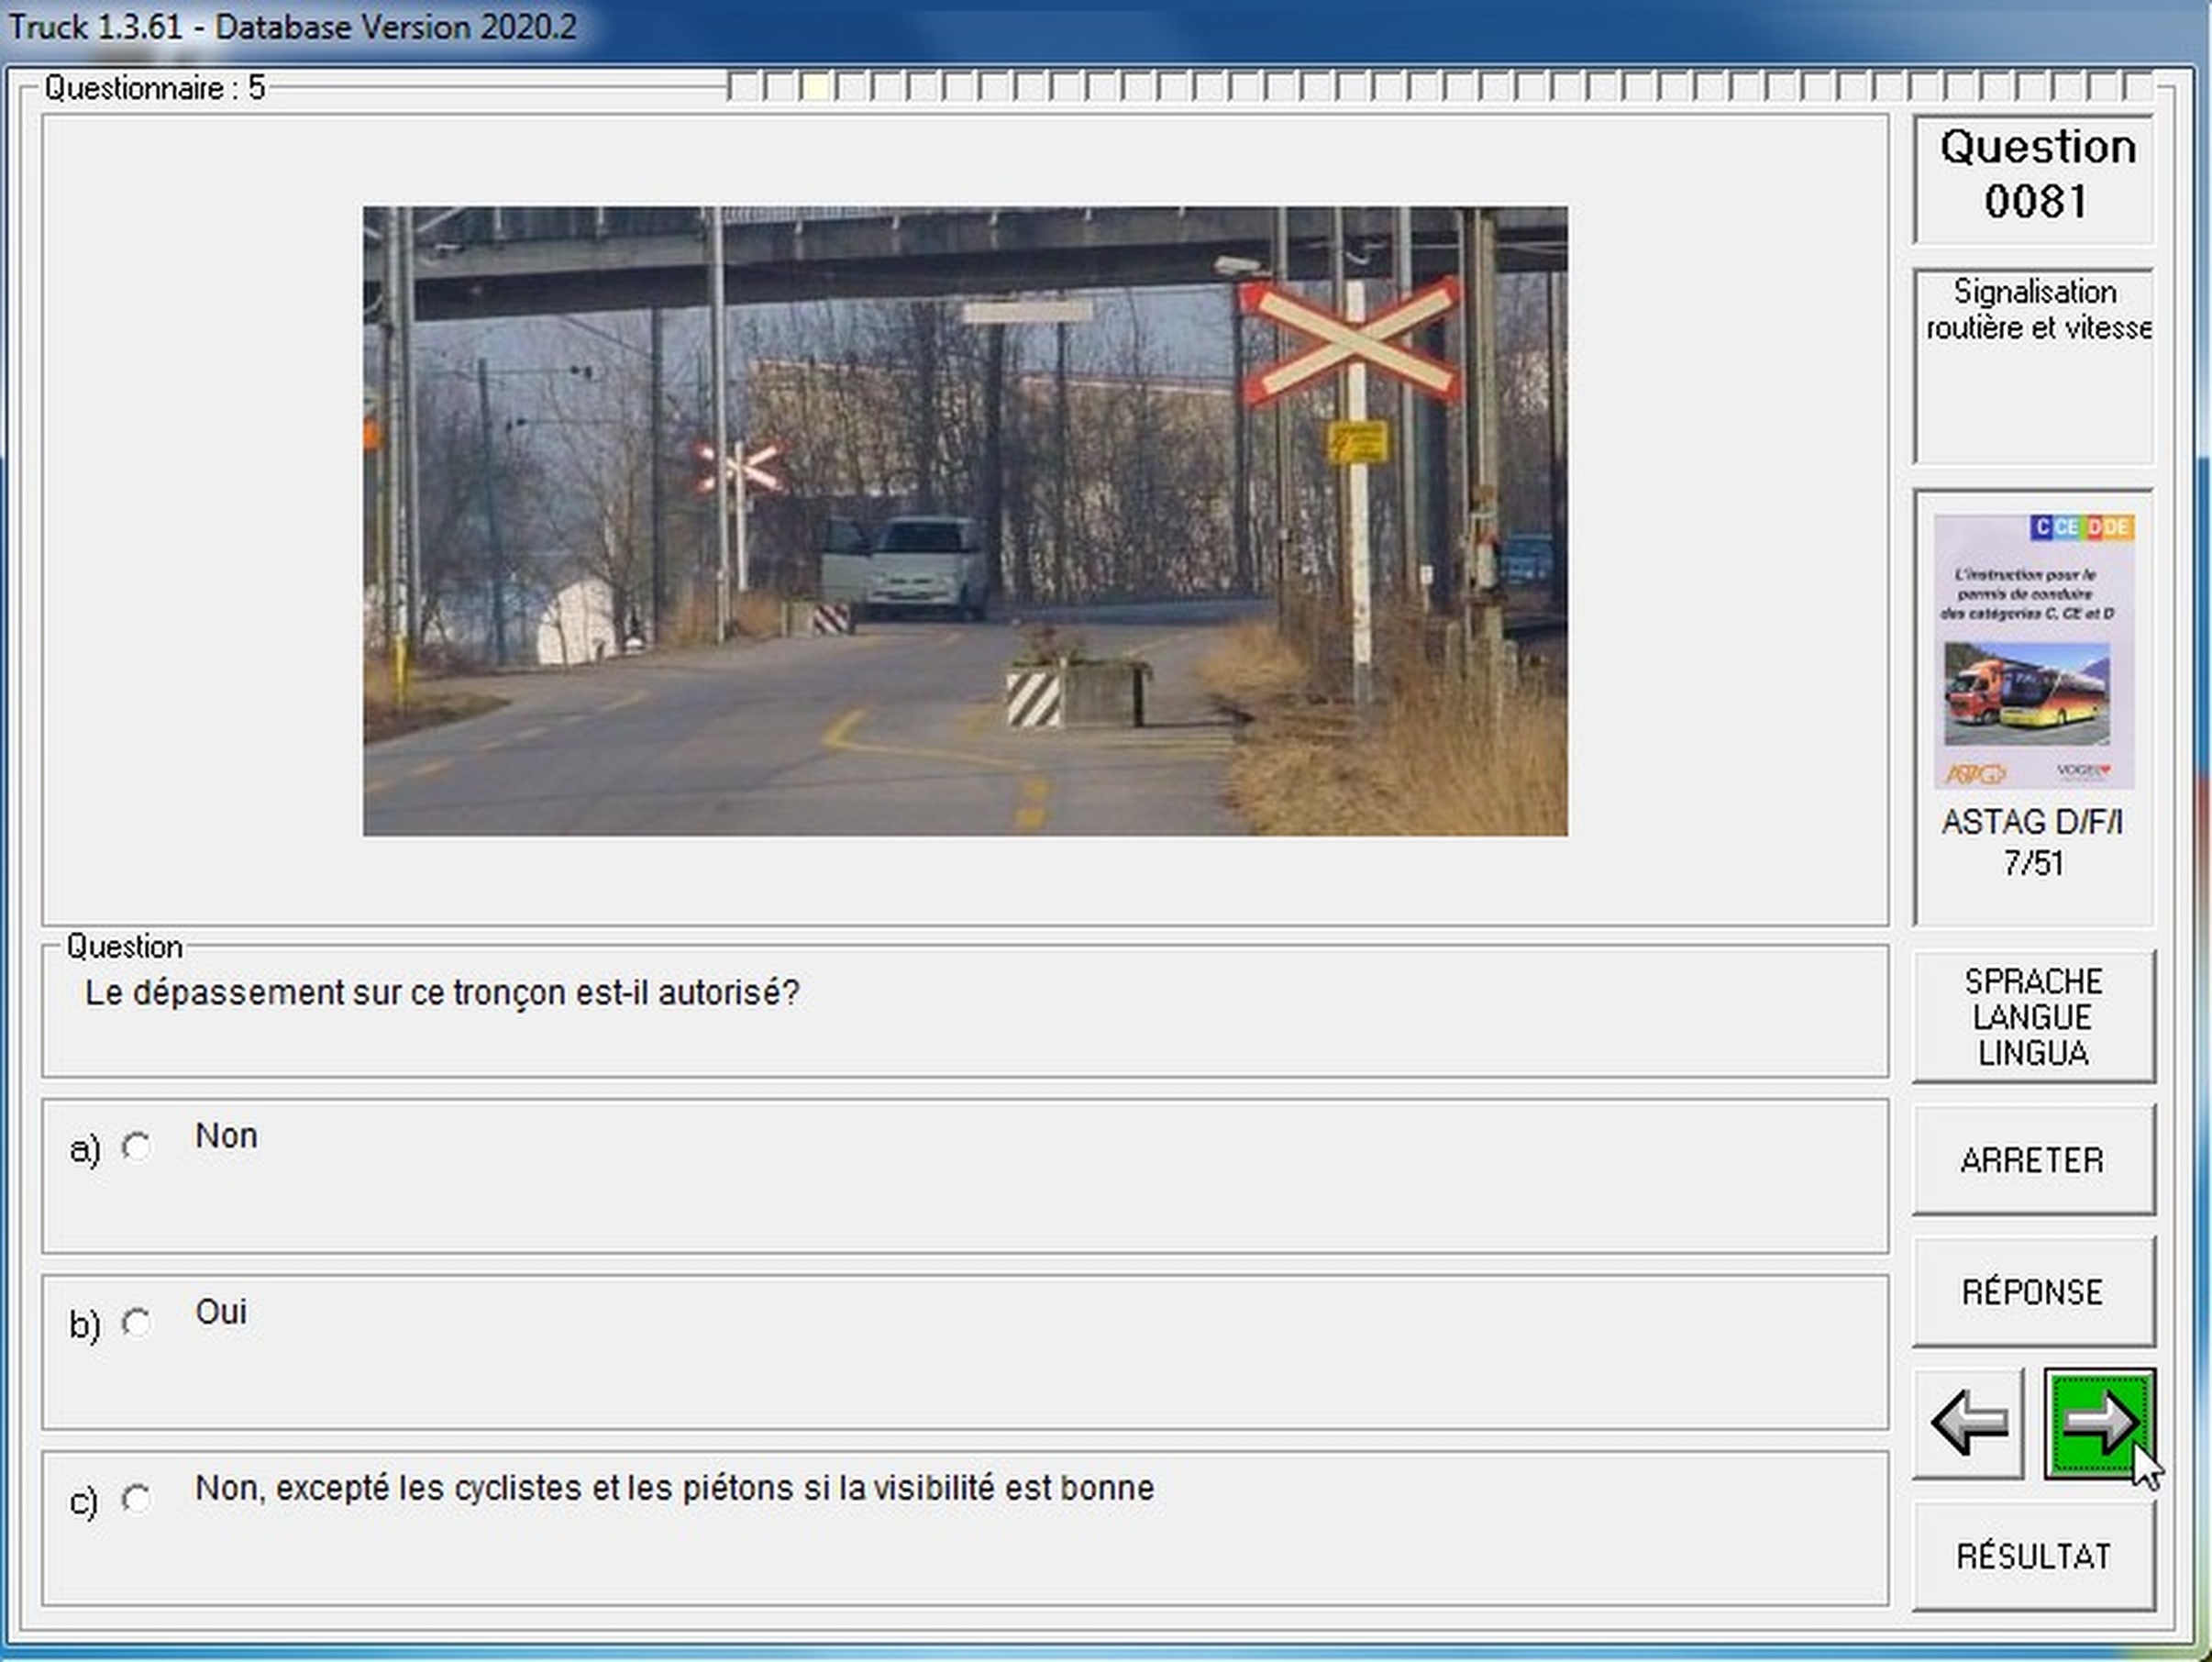 Truck 1.3.61 - Database Version 2020.2
Questionnaire : 5
Question
0081
Signalisation
routière et vitesse
C CE D DE
L'instruction pour le
permis de conduire
des catégories C, CE et D
ASTAG
VOGEL
ASTAG D/F/I
7/51
Question
Le dépassement sur ce tronçon est-il autorisé?
a) Non
b) Oui
c) Non, excepté les cyclistes et les piétons si la visibilité est bonne
SPRACHE
LANGUE
LINGUA
ARRETER
RÉPONSE
RÉSULTAT